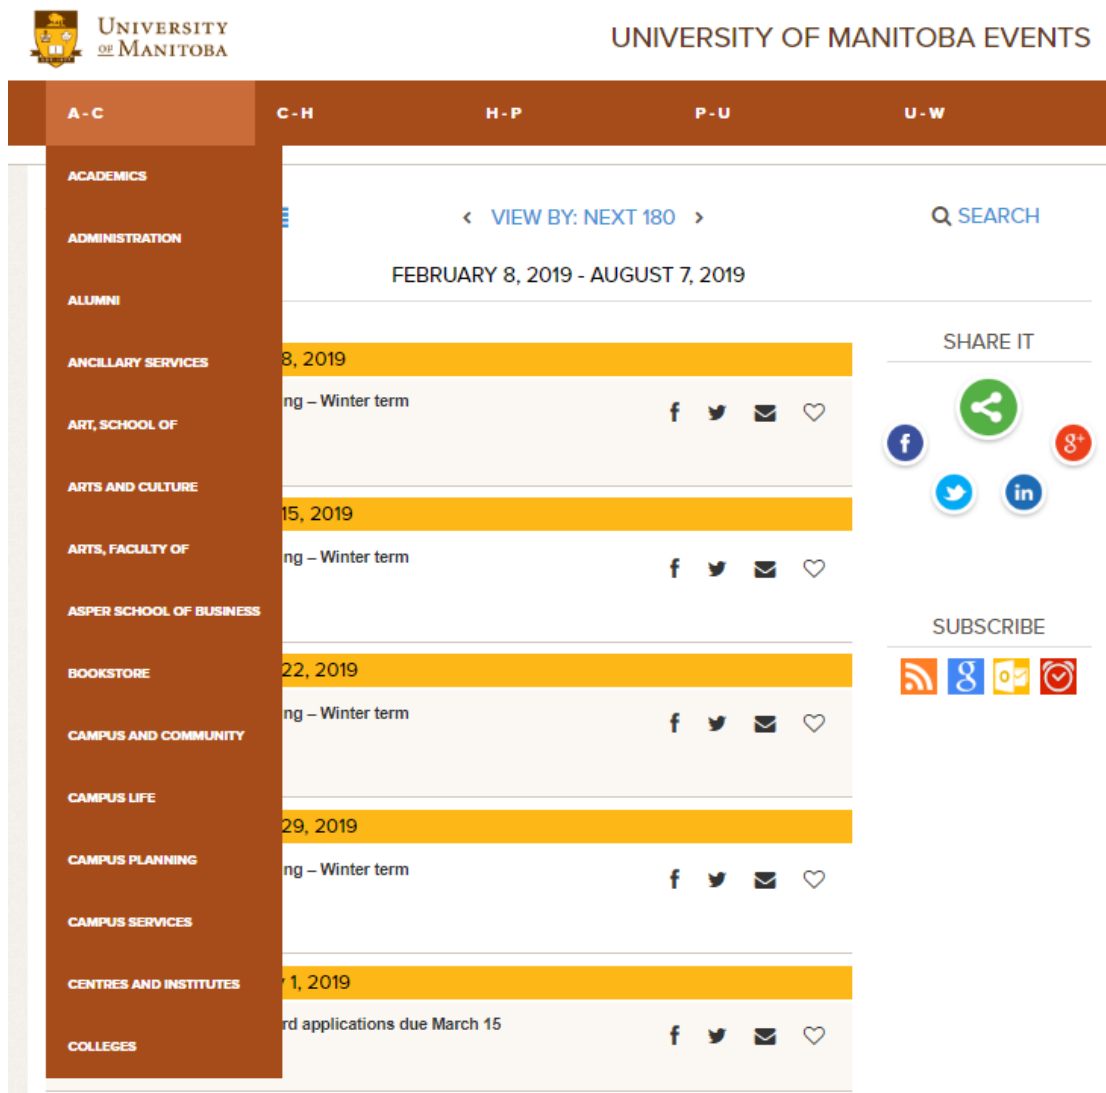 UNIVERSITY
OF MANITOBA
UNIVERSITY OF MANITOBA EVENTS
A - C
C - H
H - P
P - U
U - W
ACADEMICS
ADMINISTRATION
ALUMNI
ANCILLARY SERVICES
ART, SCHOOL OF
ARTS AND CULTURE
ARTS, FACULTY OF
ASPER SCHOOL OF BUSINESS
BOOKSTORE
CAMPUS AND COMMUNITY
CAMPUS LIFE
CAMPUS PLANNING
CAMPUS SERVICES
CENTRES AND INSTITUTES
COLLEGES
VIEW BY: NEXT 180
SEARCH
FEBRUARY 8, 2019 - AUGUST 7, 2019
8, 2019
ng – Winter term
15, 2019
ng – Winter term
22, 2019
ng – Winter term
29, 2019
ng – Winter term
1, 2019
rd applications due March 15
SHARE IT
SUBSCRIBE